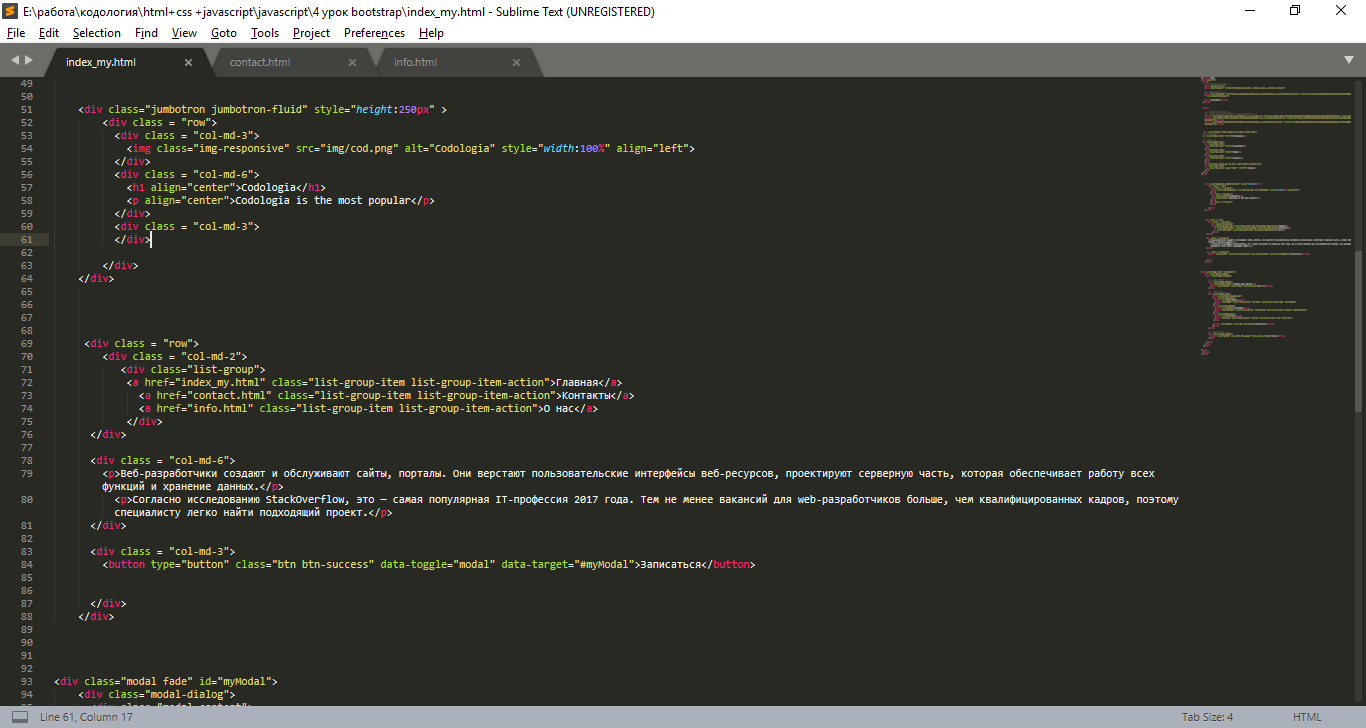 E:\работа\кодология\html+css +javascript\javascript\4 урок bootstrap\index_my.html - Sublime Text (UNREGISTERED)
File Edit Selection Find View Goto Tools Project Preferences Help
index_my.html × contact.html × info.html ×
49
50
51 <div class="jumbotron jumbotron-fluid" style="height:250px" >
52 <div class = "row">
53 <div class = "col-md-3">
54 <img class="img-responsive" src="img/cod.png" alt="Codologia" style="width:100%" align="left">
55 </div>
56 <div class = "col-md-6">
57 <h1 align="center">Codologia</h1>
58 <p align="center">Codologia is the most popular</p>
59 </div>
60 <div class = "col-md-3">
61 </div>
62
63 </div>
64 </div>
65
66
67
68
69 <div class = "row">
70 <div class = "col-md-2">
71 <div class="list-group">
72 <a href="index_my.html" class="list-group-item list-group-item-action">Главная</a>
73 <a href="contact.html" class="list-group-item list-group-item-action">Контакты</a>
74 <a href="info.html" class="list-group-item list-group-item-action">О нас</a>
75 </div>
76 </div>
77
78 <div class = "col-md-6">
79 <p>Веб-разработчики создают и обслуживают сайты, порталы. Они верстают пользовательские интерфейсы веб-ресурсов, проектируют серверную часть, которая обеспечивает работу всех
функций и хранение данных.</p>
80 <p>Согласно исследованию StackOverflow, это — самая популярная IT-профессия 2017 года. Тем не менее вакансий для web-разработчиков больше, чем квалифицированных кадров, поэтому
специалисту легко найти подходящий проект.</p>
81 </div>
82
83 <div class = "col-md-3">
84 <button type="button" class="btn btn-success" data-toggle="modal" data-target="#myModal">Записаться</button>
85
86
87 </div>
88 </div>
89
90
91
92
93 <div class="modal fade" id="myModal">
94 <div class="modal-dialog">
Line 61, Column 17 Tab Size: 4 HTML